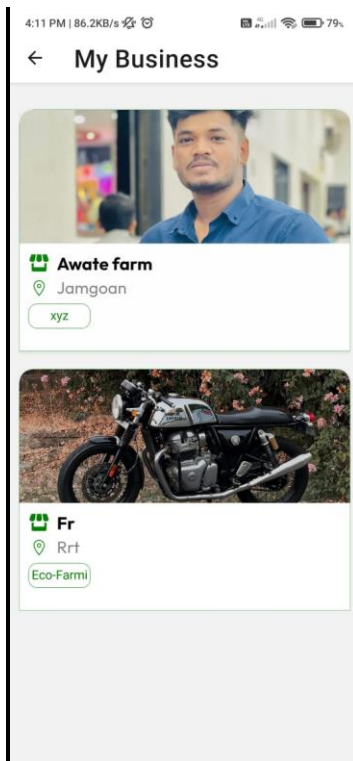 4:11 PM | 86.2KB/s
79%
My Business
Awate farm
Jamgoan
xyz
Fr
Rrt
Eco-Farmi